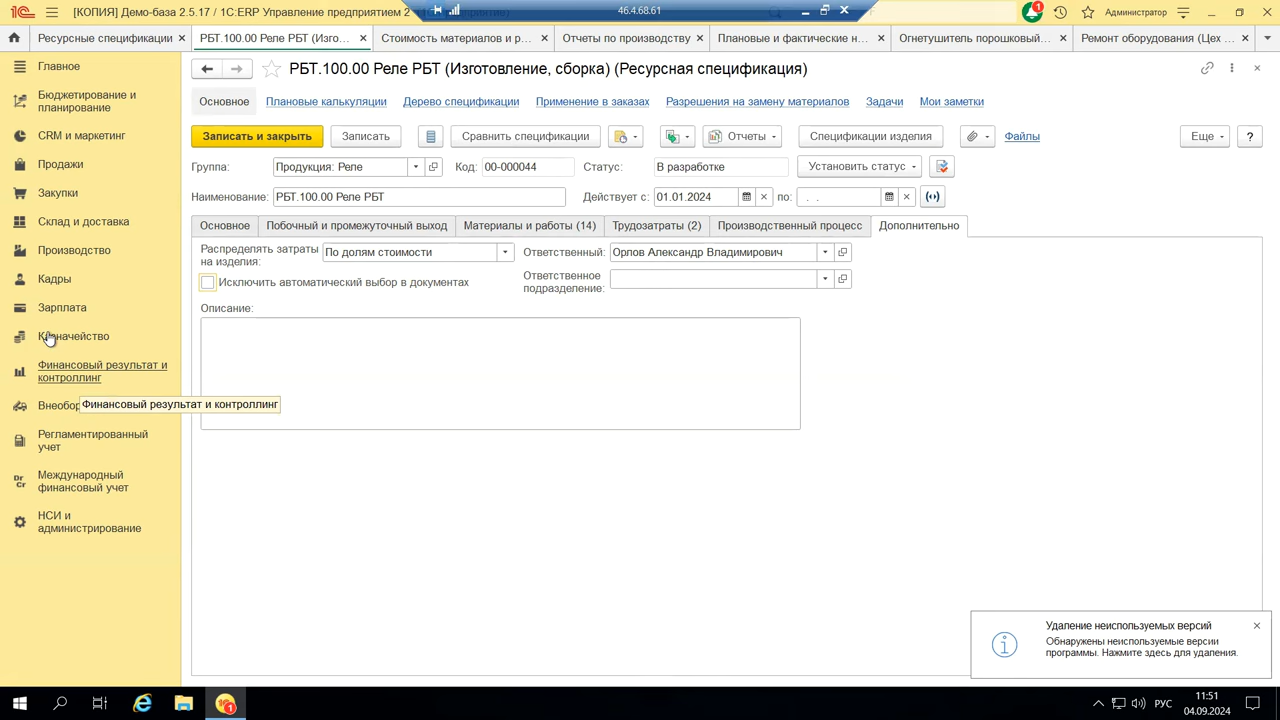 [КОПИЯ] Демо-база 2.5.17 / 1С:ERP Управление предприятием 2
46.4.68.61
1
Администратор
Ресурсные спецификации
РБТ.100.00 Реле РБТ (Изго...
Стоимость материалов и р...
Отчеты по производству
Плановые и фактические н...
Огнетушитель порошковый...
Ремонт оборудования (Цех ...
Главное
Бюджетирование и
планирование
CRM и маркетинг
Продажи
Закупки
Склад и доставка
Производство
Кадры
Зарплата
Казначейство
Финансовый результат и
контроллинг
Внеобор
Финансовый результат и контроллинг
Регламентированный
учет
Dr
Cr
Международный
финансовый учет
НСИ и
администрирование
РБТ.100.00 Реле РБТ (Изготовление, сборка) (Ресурсная спецификация)
Основное
Плановые калькуляции
Дерево спецификации
Применение в заказах
Разрешения на замену материалов
Задачи
Мои заметки
Записать и закрыть
Записать
Сравнить спецификации
Отчеты
Спецификации изделия
Файлы
Еще
?
Группа:
Продукция: Реле
Код:
00-000044
Статус:
В разработке
Установить статус
Наименование:
РБТ.100.00 Реле РБТ
Действует с:
01.01.2024
по:
. .
Основное
Побочный и промежуточный выход
Материалы и работы (14)
Трудозатраты (2)
Производственный процесс
Дополнительно
Распределять затраты
на изделия:
По долям стоимости
Ответственный:
Орлов Александр Владимирович
Исключить автоматический выбор в документах
Ответственное
подразделение:
Описание:
Удаление неиспользуемых версий
Обнаружены неиспользуемые версии
программы. Нажмите здесь для удаления.
1
РУС
11:51
04.09.2024